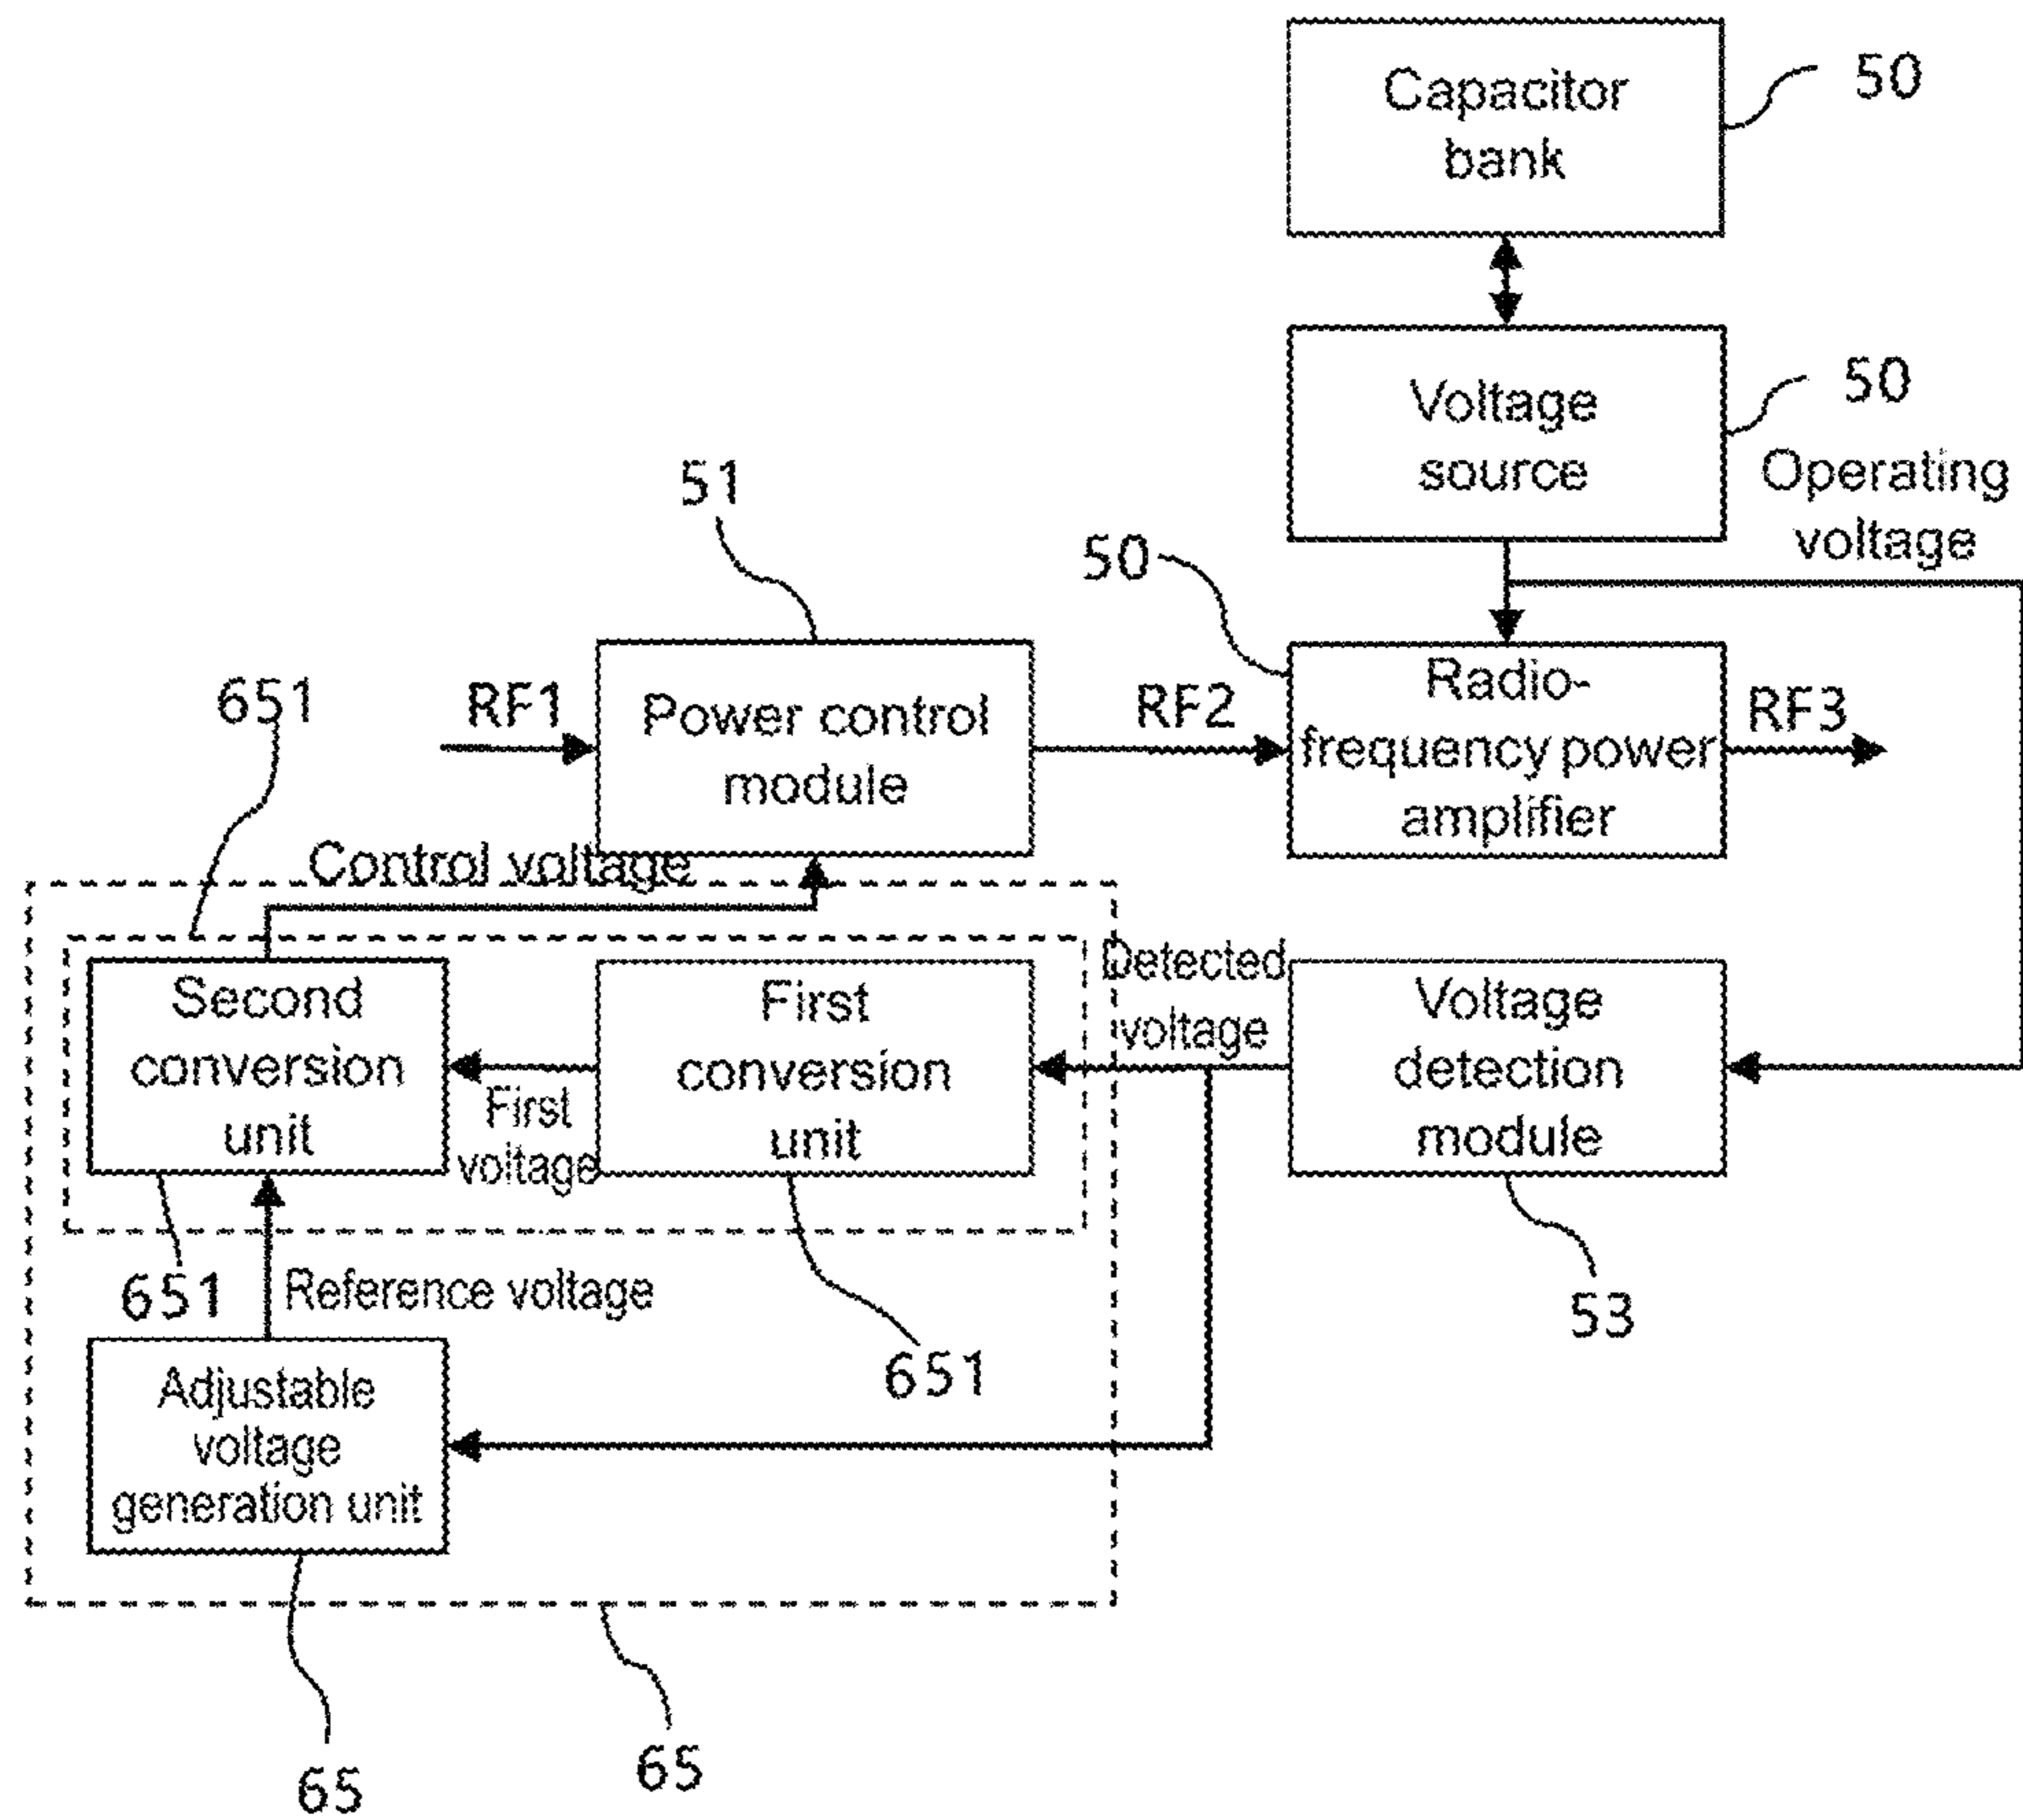 Capacitor
bank
50
Voltage
source
50
Operating
voltage
51
50
651
RF1
Power control
module
RF2
Radio-
frequency power
amplifier
RF3
Control voltage
Second
conversion
unit
First
voltage
First
conversion
unit
Detected
voltage
Voltage
detection
module
651
Reference voltage
651
53
Adjustable
voltage
generation unit
65
65